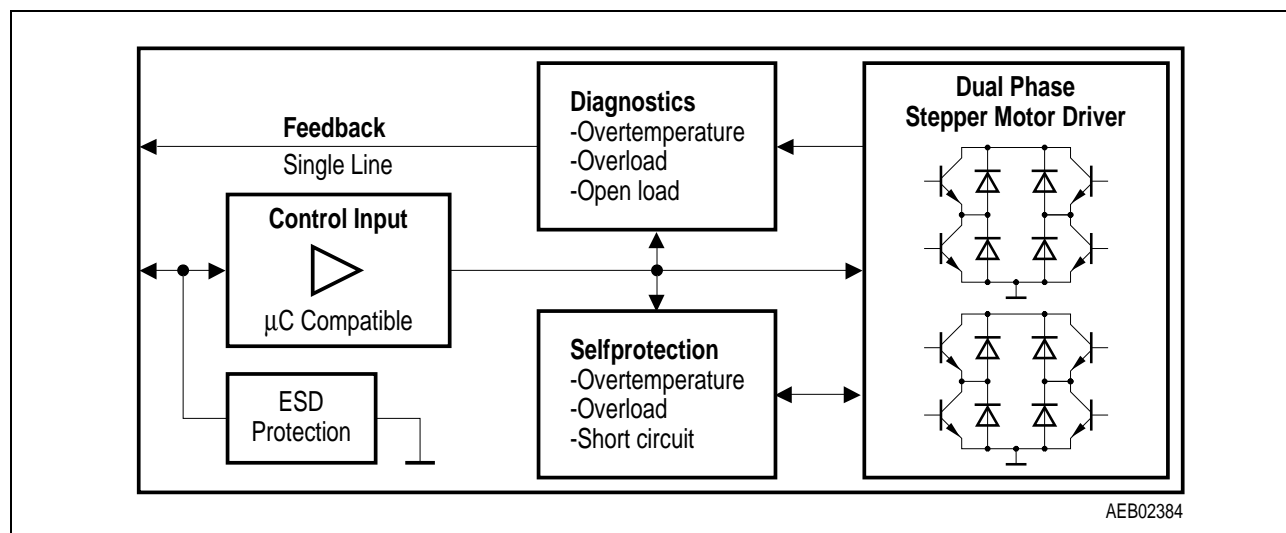 Feedback
Single Line
Control Input
μC Compatible
ESD
Protection
Diagnostics
-Overtemperature
-Overload
-Open load
Selfprotection
-Overtemperature
-Overload
-Short circuit
Dual Phase
Stepper Motor Driver
AEB02384